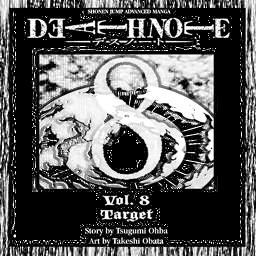 SHONEN JUMP ADVANCED MANGA
DEATH NOTE
8
Vol. 8
Target
Story by Tsugumi Ohba
Art by Takeshi Obata